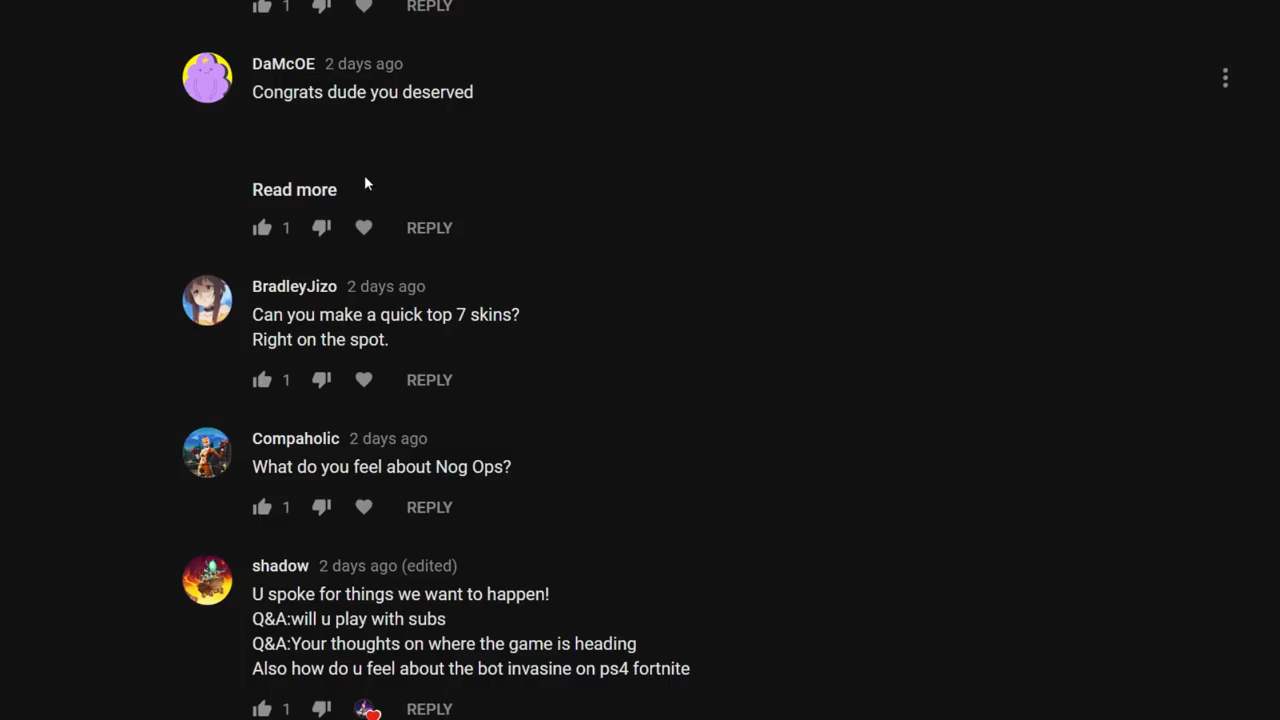 1 REPLY
DaMcOE 2 days ago
Congrats dude you deserved
Read more
1 REPLY
BradleyJizo 2 days ago
Can you make a quick top 7 skins?
Right on the spot.
1 REPLY
Compaholic 2 days ago
What do you feel about Nog Ops?
1 REPLY
shadow 2 days ago (edited)
U spoke for things we want to happen!
Q&A:will u play with subs
Q&A:Your thoughts on where the game is heading
Also how do u feel about the bot invasine on ps4 fortnite
1 REPLY